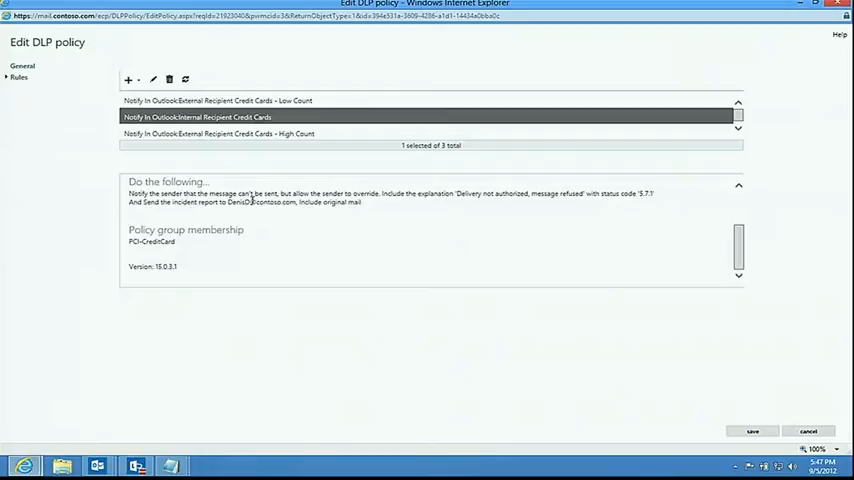 Edit DLP policy - Windows Internet Explorer
https://mail.contoso.com/ecp/DLPPolicy/EditPolicy.aspx?reqId=21923040&pwmcid=3&ReturnObjectType=1&id=394e531a-3609-4286-a1d1-14434a0bba0c
Help
Edit DLP policy
General
Rules
Notify In Outlook:External Recipient Credit Cards - Low Count
Notify In Outlook:Internal Recipient Credit Cards
Notify In Outlook:External Recipient Credit Cards - High Count
1 selected of 3 total
Do the following...
Notify the sender that the message can't be sent, but allow the sender to override. Include the explanation 'Delivery not authorized, message refused' with status code '5.7.1'
And Send the incident report to DenisD@contoso.com, Include original mail
Policy group membership
PCI-CreditCard
Version: 15.0.3.1
save
cancel
100%
5:47 PM
9/5/2012